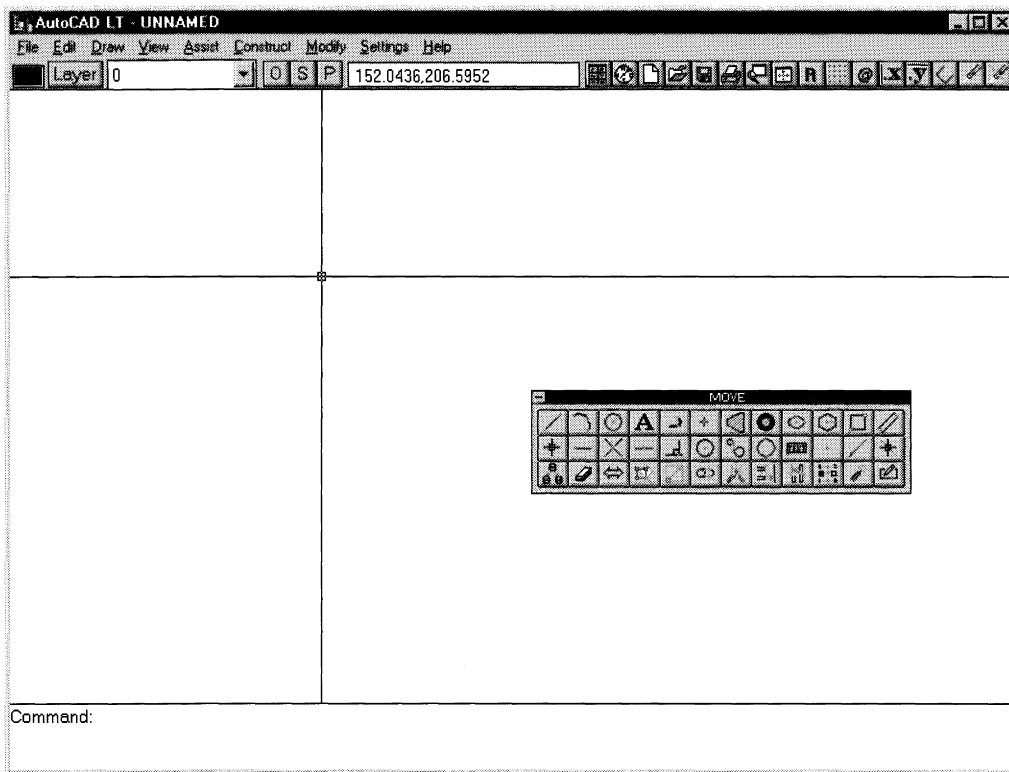 AutoCAD LT - UNNAMED
File Edit Draw View Assist Construct Modify Settings Help
Layer 0 O S P 152.0436,206.5952 R @ .X .Y
MOVE
A
Command: